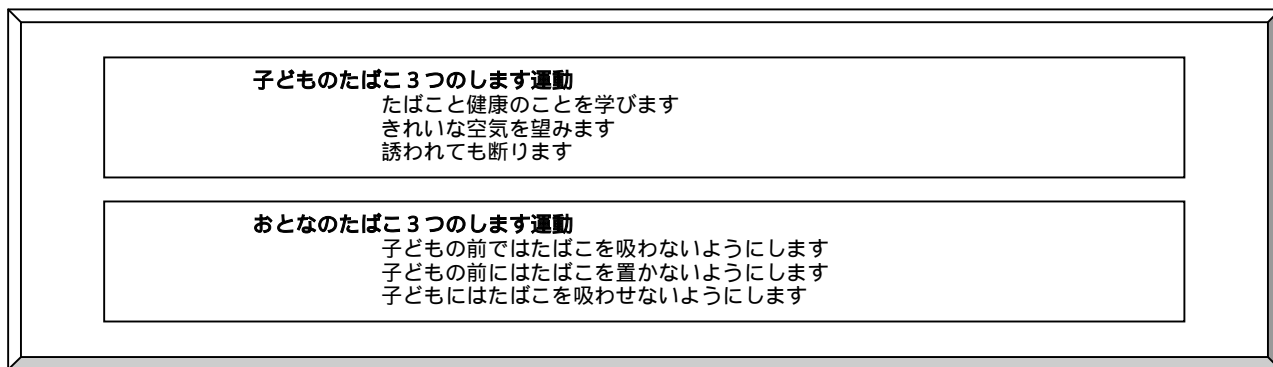 子どものたばこ３つのします運動
たばこと健康のことを学びます
きれいな空気を望みます
誘われても断ります
おとなのたばこ３つのします運動
子どもの前ではたばこを吸わないようにします
子どもの前にはたばこを置かないようにします
子どもにはたばこを吸わせないようにします